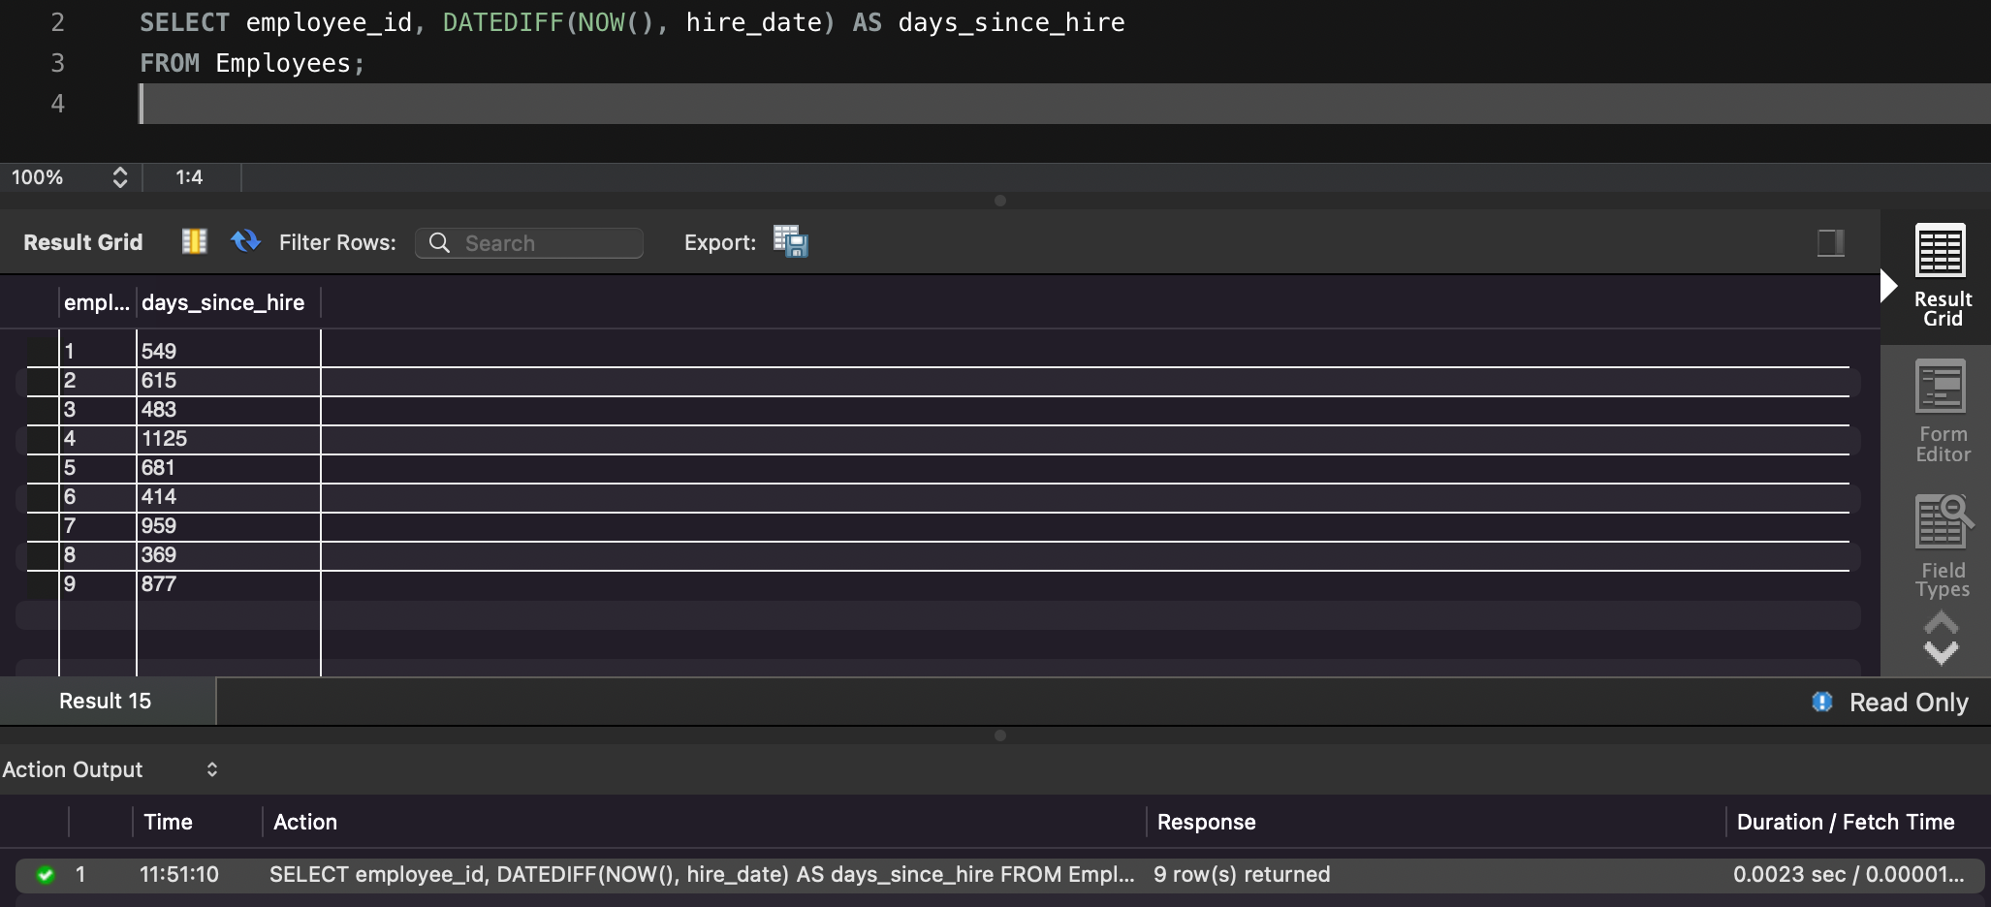 2 SELECT employee_id, DATEDIFF(NOW(), hire_date) AS days_since_hire
3 FROM Employees;
4
100% 1:4
Result Grid Filter Rows: Search Export:
empl... days_since_hire
1 549
2 615
3 483
4 1125
5 681
6 414
7 959
8 369
9 877
Result
Grid
Form
Editor
Field
Types
Result 15 Read Only
Action Output
Time Action Response Duration / Fetch Time
1 11:51:10 SELECT employee_id, DATEDIFF(NOW(), hire_date) AS days_since_hire FROM Empl... 9 row(s) returned 0.0023 sec / 0.00001...